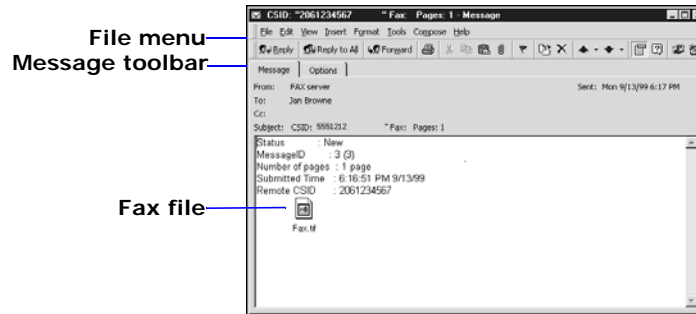 CSID: "2061234567 " Fax: Pages: 1 - Message
File menu
File Edit View Insert Format Tools Compose Help
Message toolbar
Reply Reply to All Forward
Message Options
From: FAX server Sent: Mon 9/13/99 6:17 PM
To: Jan Browne
Cc:
Subject: CSID: 5551212 " Fax: Pages: 1
Status : New
MessageID : 3 (3)
Number of pages : 1 page
Submitted Time : 6:16:51 PM 9/13/99
Remote CSID : 2061234567
Fax file
Fax.tif